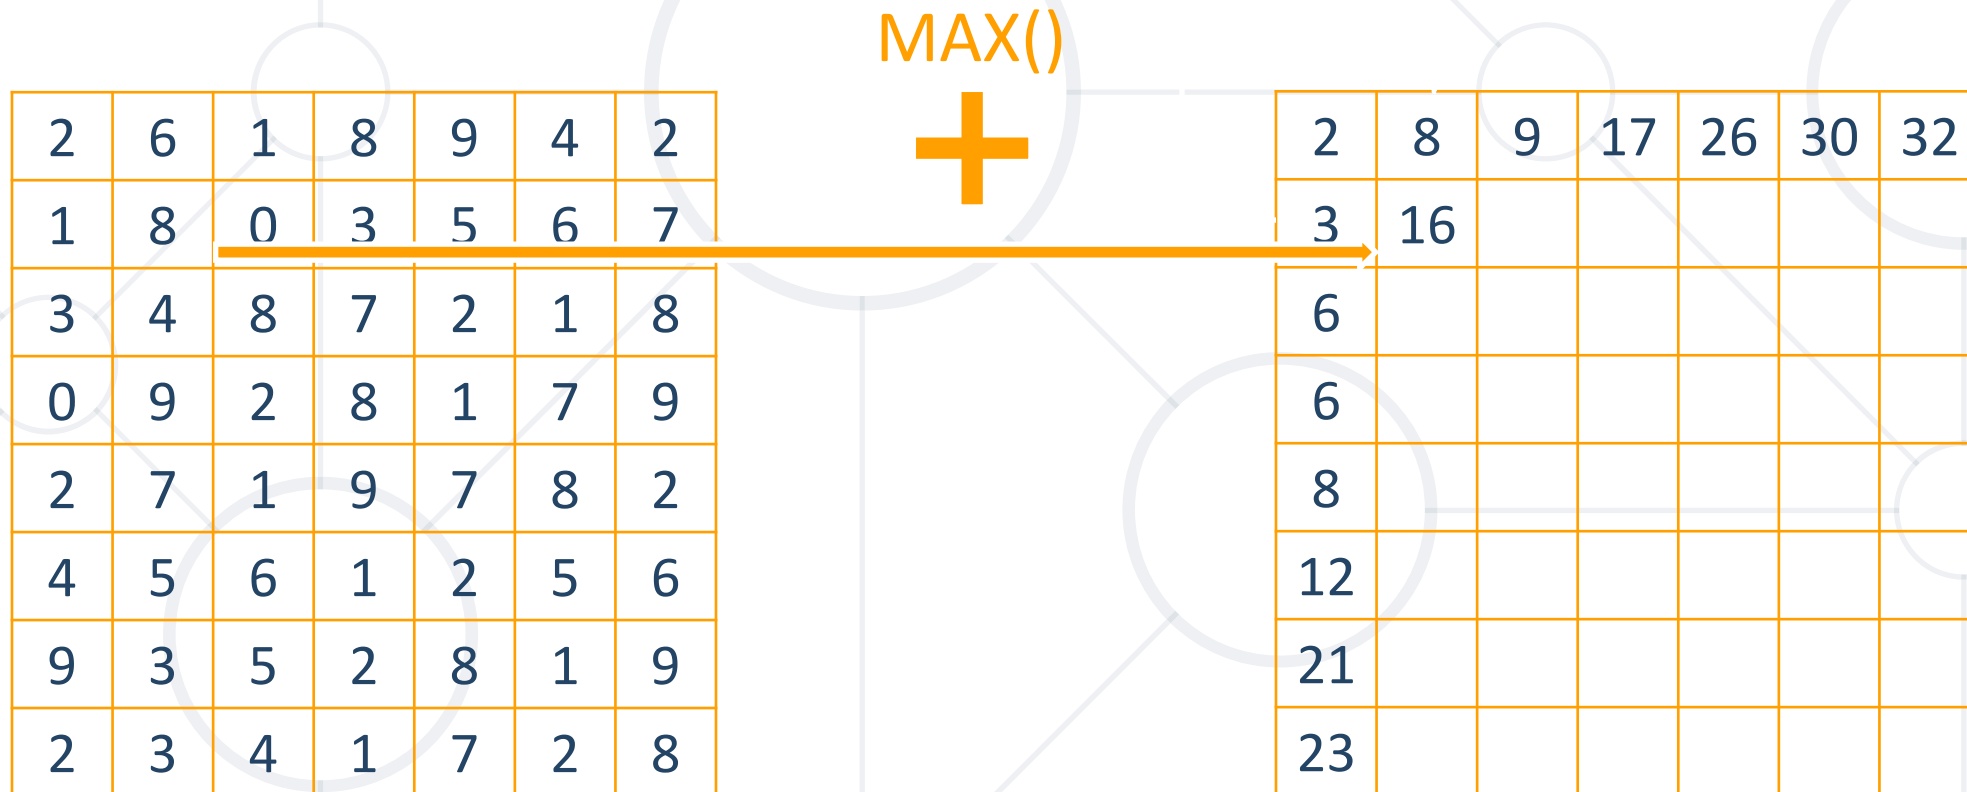 MAX()
+
2 6 1 8 9 4 2
1 8 0 3 5 6 7
3 4 8 7 2 1 8
0 9 2 8 1 7 9
2 7 1 9 7 8 2
4 5 6 1 2 5 6
9 3 5 2 8 1 9
2 3 4 1 7 2 8
2 8 9 17 26 30 32
3 16
6
6
8
12
21
23